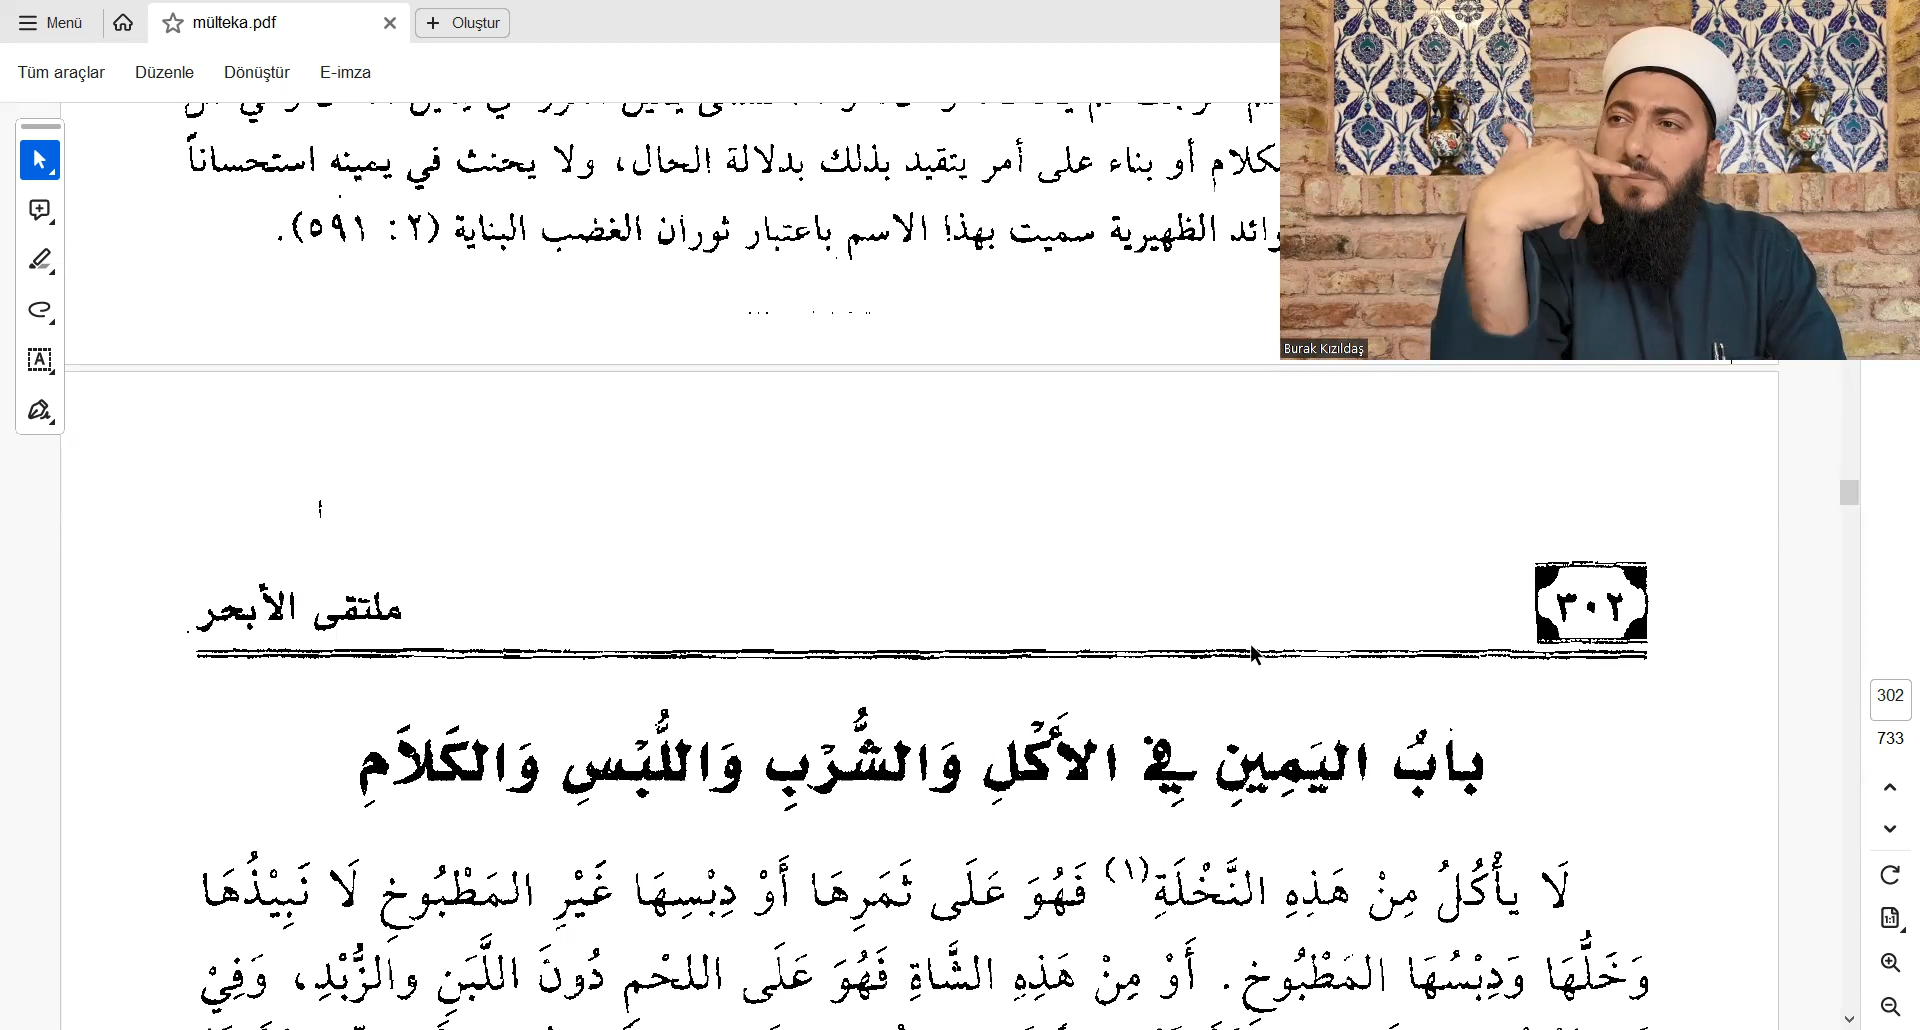 Menü
mülteka.pdf
Oluştur
Tüm araçlar
Düzenle
Dönüştür
E-imza
كلام أو بناء على أمر يتقيد بذلك بدلالة الحال، ولا يحنث في يمينه استحساناً
وائد الظهيرية سميت بهذا الاسم باعتبار ثوران الغضب البناية (٢: ٥٩١).
Burak Kızıldaş
٣٠٢
ملتقى الأبحر
بابُ اليَمِينِ فِي الأَكْلِ وَالشُّرْبِ وَاللُّبْسِ وَالكَلاَمِ
لَا يأْكُلُ مِنْ هَذِهِ النَّخْلَةِ(١) فَهُوَ عَلَى ثَمَرِهَا أَوْ دِبْسِهَا غَيْرِ المَطْبُوخِ لَا نَبِيْذُهَا
وَخَلُّهَا وَدِبْسُهَا المَطْبُوخِ. أَوْ مِنْ هَذِهِ الشَّاةِ فَهُوَ عَلَى اللحْمِ دُونَ اللَّبَنِ والزُّبْدِ، وَفِيْ
302
733